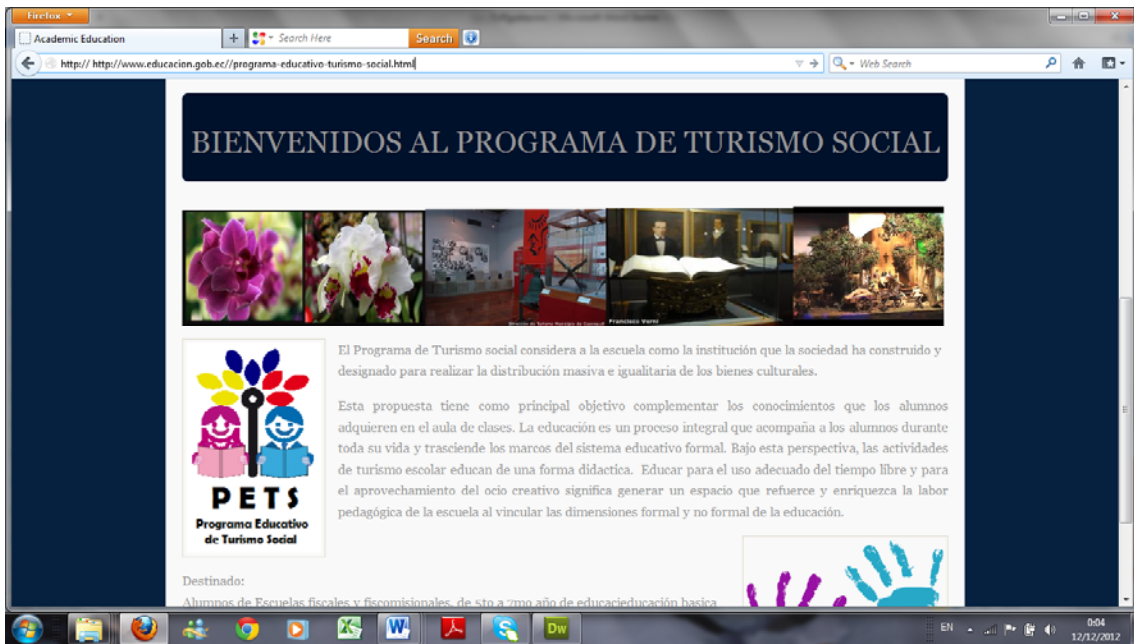 Firefox
Academic Education
Search Here
Search
http:// http://www.educacion.gob.ec//programa-educativo-turismo-social.html
Web Search
BIENVENIDOS AL PROGRAMA DE TURISMO SOCIAL
Dirección de Turismo Municipio de Guayaquil
Francisco Verni
El Programa de Turismo social considera a la escuela como la institución que la sociedad ha construido y
designado para realizar la distribución masiva e igualitaria de los bienes culturales.
Esta propuesta tiene como principal objetivo complementar los conocimientos que los alumnos
adquieren en el aula de clases. La educación es un proceso integral que acompaña a los alumnos durante
toda su vida y trasciende los marcos del sistema educativo formal. Bajo esta perspectiva, las actividades
de turismo escolar educan de una forma didactica. Educar para el uso adecuado del tiempo libre y para
el aprovechamiento del ocio creativo significa generar un espacio que refuerce y enriquezca la labor
pedagógica de la escuela al vincular las dimensiones formal y no formal de la educación.
PETS
Programa Educativo
de Turismo Social
Destinado:
Alumnos de Escuelas fiscales y fiscomisionales, de 5to a 7mo año de educacieducación basica
Dw
EN
0:04
12/12/2012